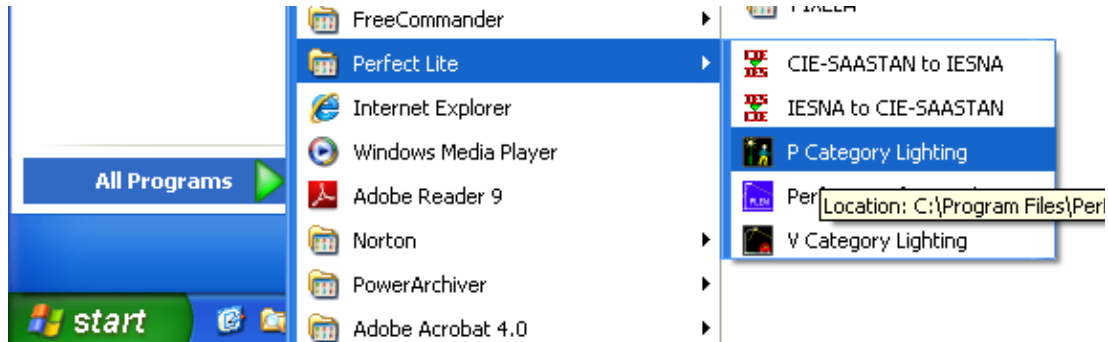 FreeCommander
Perfect Lite
Internet Explorer
Windows Media Player
Adobe Reader 9
Norton
PowerArchiver
Adobe Acrobat 4.0
All Programs
start
CIE-SAASTAN to IESNA
IESNA to CIE-SAASTAN
P Category Lighting
Location: C:\Program Files\Perf
V Category Lighting